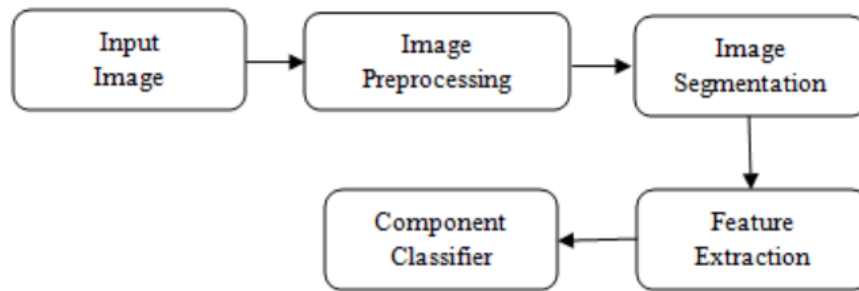 Input
Image
Image
Preprocessing
Image
Segmentation
Feature
Extraction
Component
Classifier